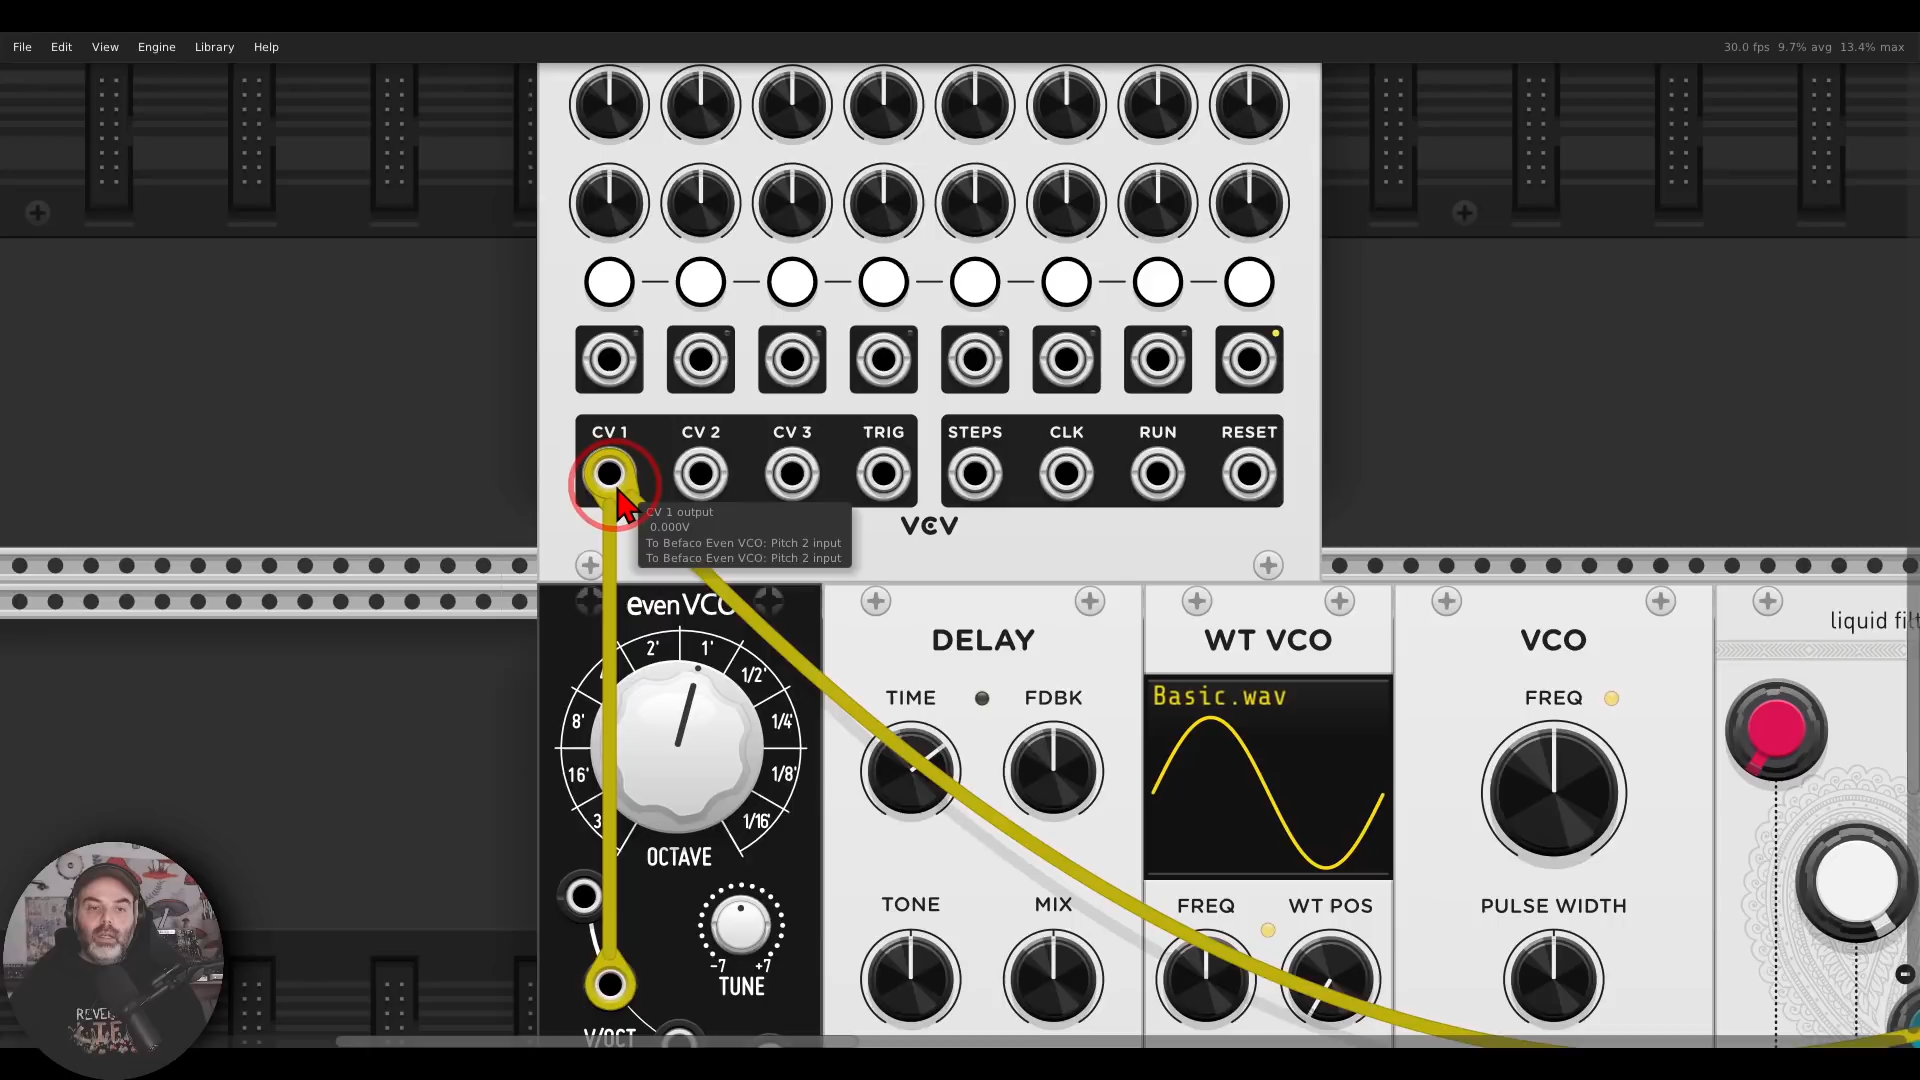 File Edit View Engine Library Help
30.0 fps 9.7% avg 13.4% max
CV 1 CV 2 CV 3 TRIG STEPS CLK RUN RESET
CV 1 output
0.000V
To Befaco Even VCO: Pitch 2 input
To Befaco Even VCO: Pitch 2 input
VCV
evenVCO
2' 1' 1/2' 1/4' 1/8' 1/16'
8'
16'
OCTAVE
-7 +7
TUNE
V/OCT
DELAY
TIME FDBK
TONE MIX
WT VCO
Basic.wav
FREQ WT POS
VCO
FREQ
PULSE WIDTH
liquid